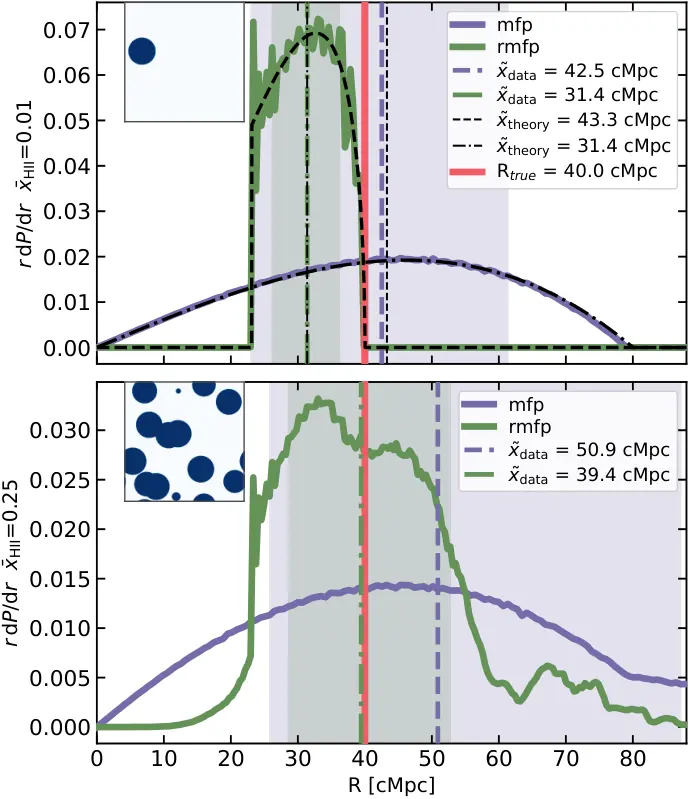 r dP/dr x̄HII=0.01
0.07
0.06
0.05
0.04
0.03
0.02
0.01
0.00
mfp
rmfp
x̃data = 42.5 cMpc
x̃data = 31.4 cMpc
x̃theory = 43.3 cMpc
x̃theory = 31.4 cMpc
Rtrue = 40.0 cMpc
r dP/dr x̄HII=0.25
0.030
0.025
0.020
0.015
0.010
0.005
0.000
mfp
rmfp
x̃data = 50.9 cMpc
x̃data = 39.4 cMpc
0 10 20 30 40 50 60 70 80
R [cMpc]